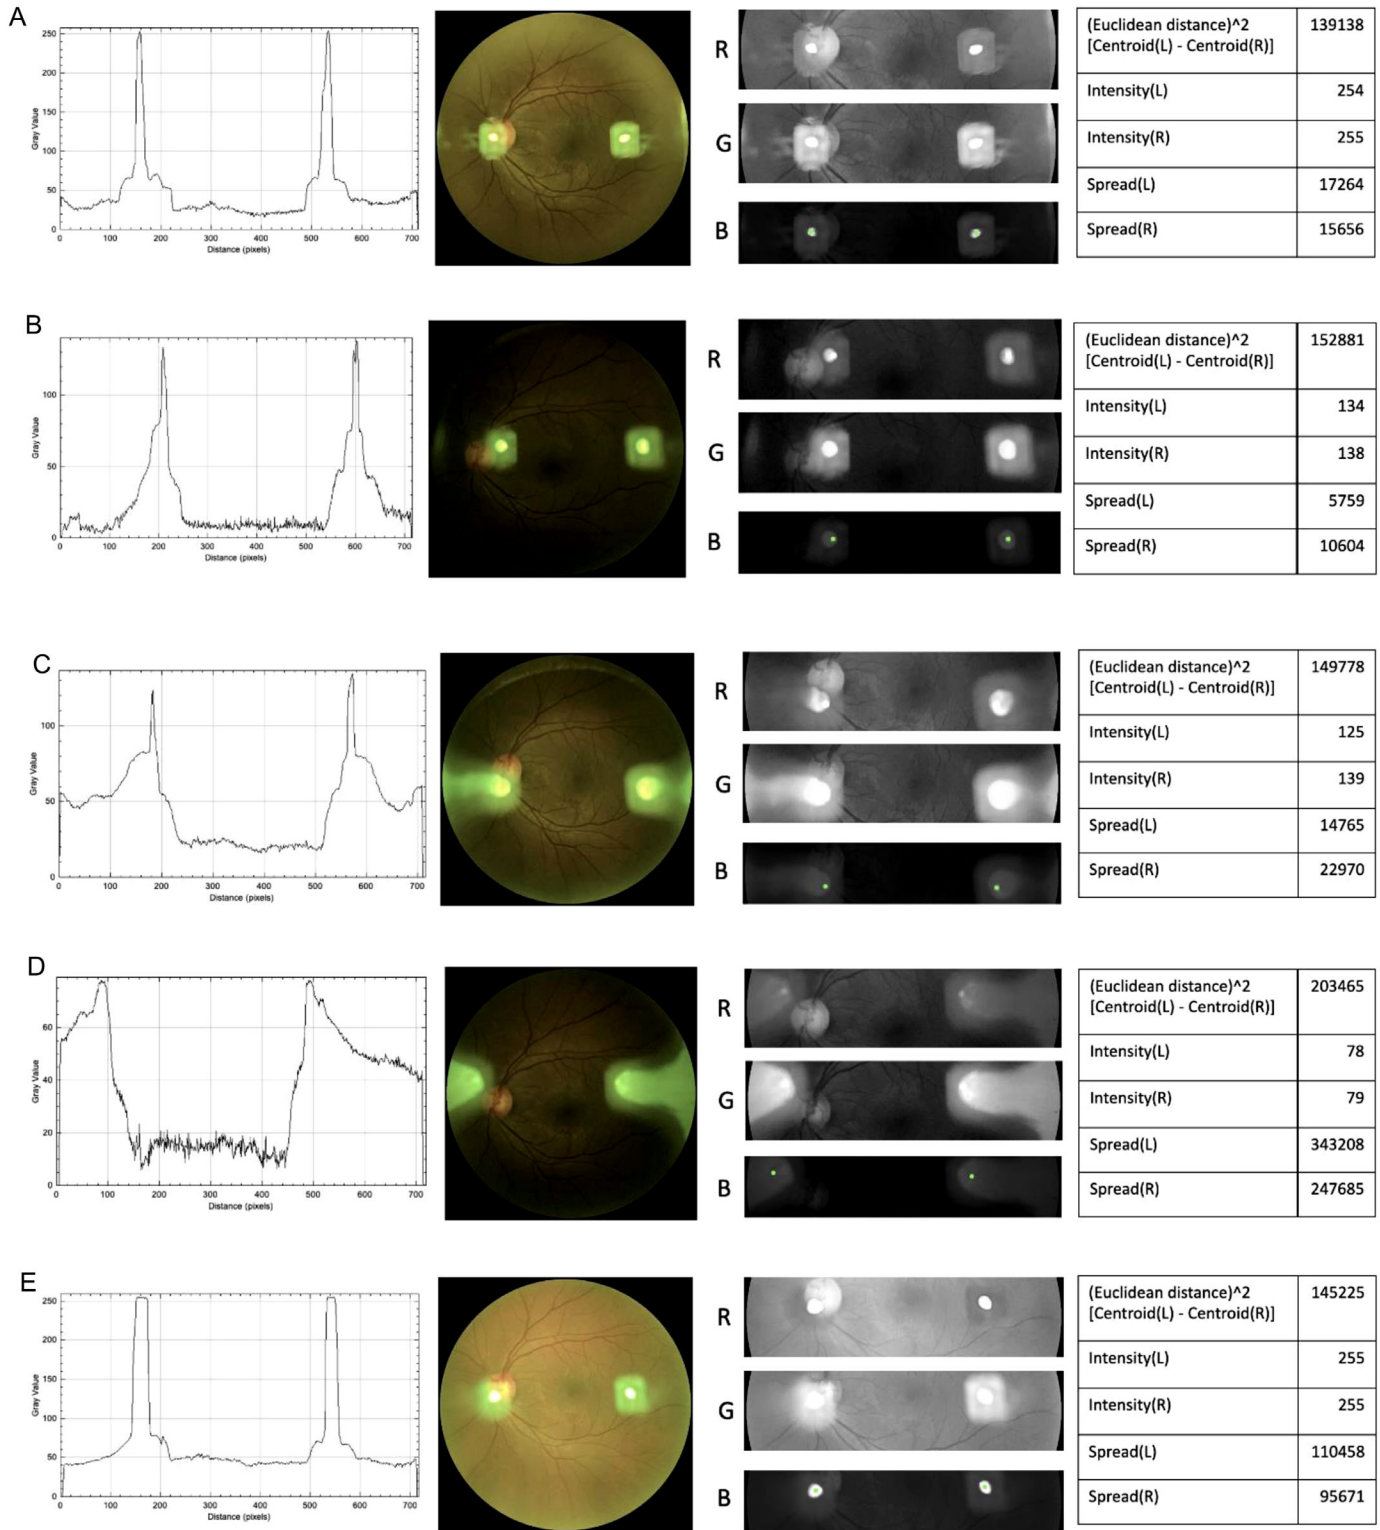 A
250
200
150
100
50
0
Gray Value
0 100 200 300 400 500 600 700
Distance (pixels)
R
G
B
(Euclidean distance)^2 139138
[Centroid(L) - Centroid(R)]
Intensity(L) 254
Intensity(R) 255
Spread(L) 17264
Spread(R) 15656
B
100
50
0
Gray Value
0 100 200 300 400 500 600 700
Distance (pixels)
R
G
B
(Euclidean distance)^2 152881
[Centroid(L) - Centroid(R)]
Intensity(L) 134
Intensity(R) 138
Spread(L) 5759
Spread(R) 10604
C
100
50
0
Gray Value
0 100 200 300 400 500 600 700
Distance (pixels)
R
G
B
(Euclidean distance)^2 149778
[Centroid(L) - Centroid(R)]
Intensity(L) 125
Intensity(R) 139
Spread(L) 14765
Spread(R) 22970
D
60
40
20
0
Gray Value
0 100 200 300 400 500 600 700
Distance (pixels)
R
G
B
(Euclidean distance)^2 203465
[Centroid(L) - Centroid(R)]
Intensity(L) 78
Intensity(R) 79
Spread(L) 343208
Spread(R) 247685
E
250
200
150
100
50
0
Gray Value
0 100 200 300 400 500 600 700
Distance (pixels)
R
G
B
(Euclidean distance)^2 145225
[Centroid(L) - Centroid(R)]
Intensity(L) 255
Intensity(R) 255
Spread(L) 110458
Spread(R) 95671